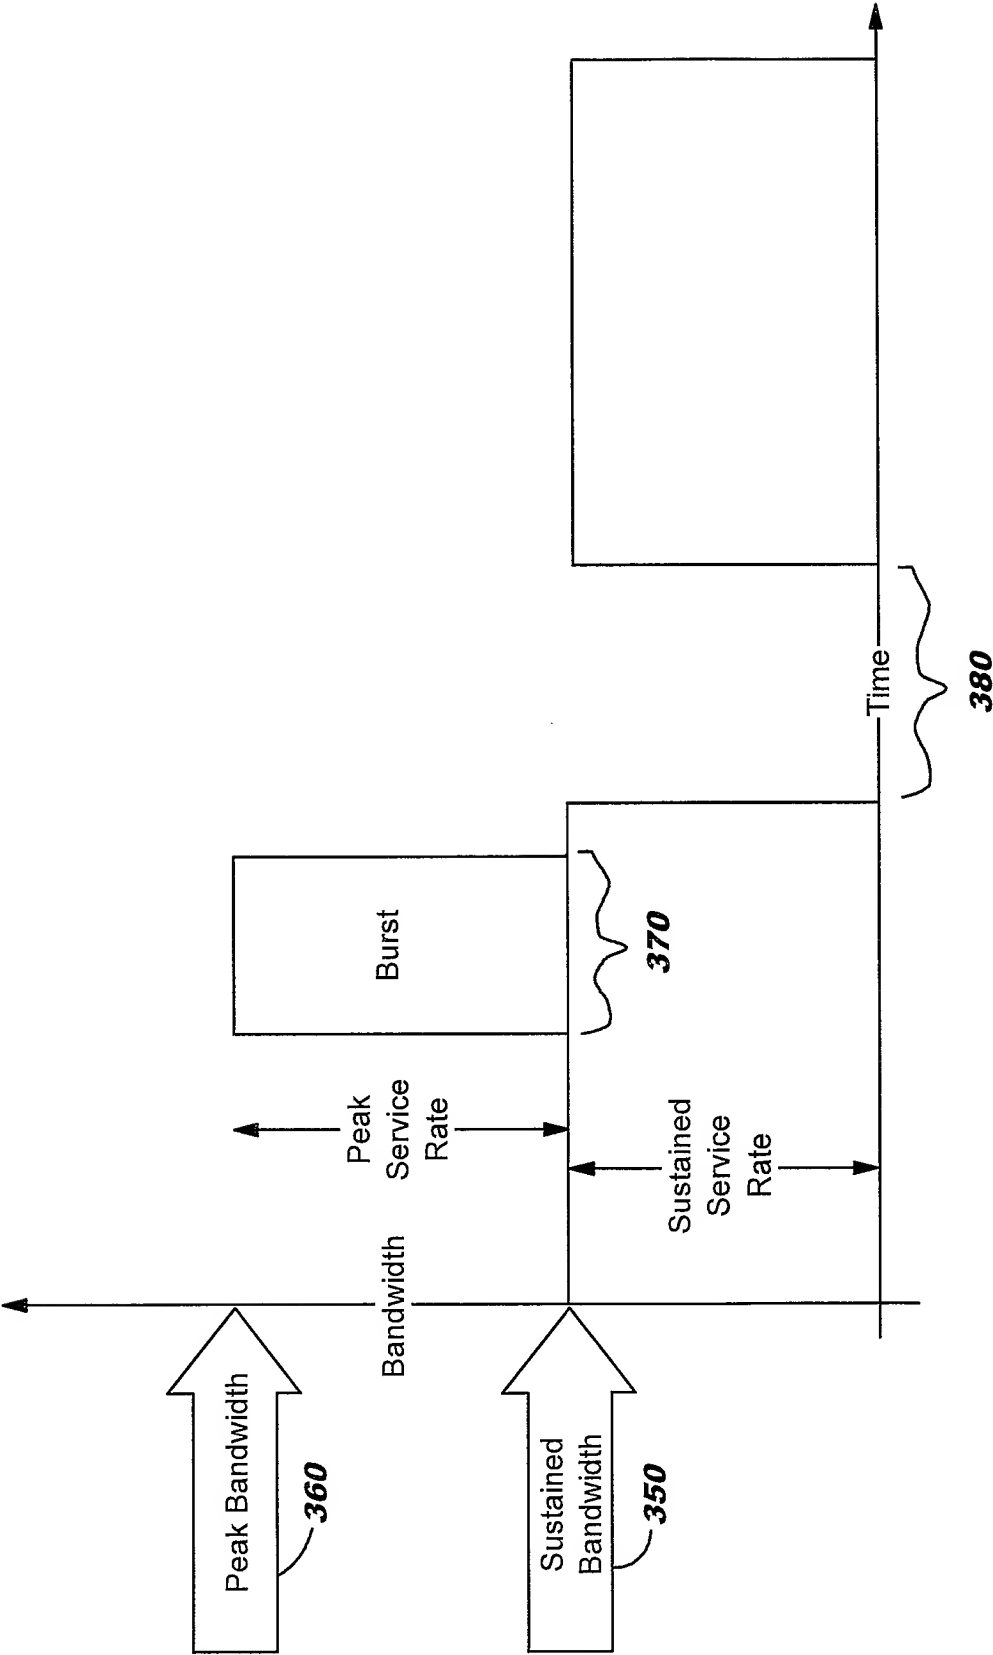 Peak Bandwidth
360
Bandwidth
Peak
Service
Rate
Burst
370
Sustained
Bandwidth
350
Sustained
Service
Rate
Time
380